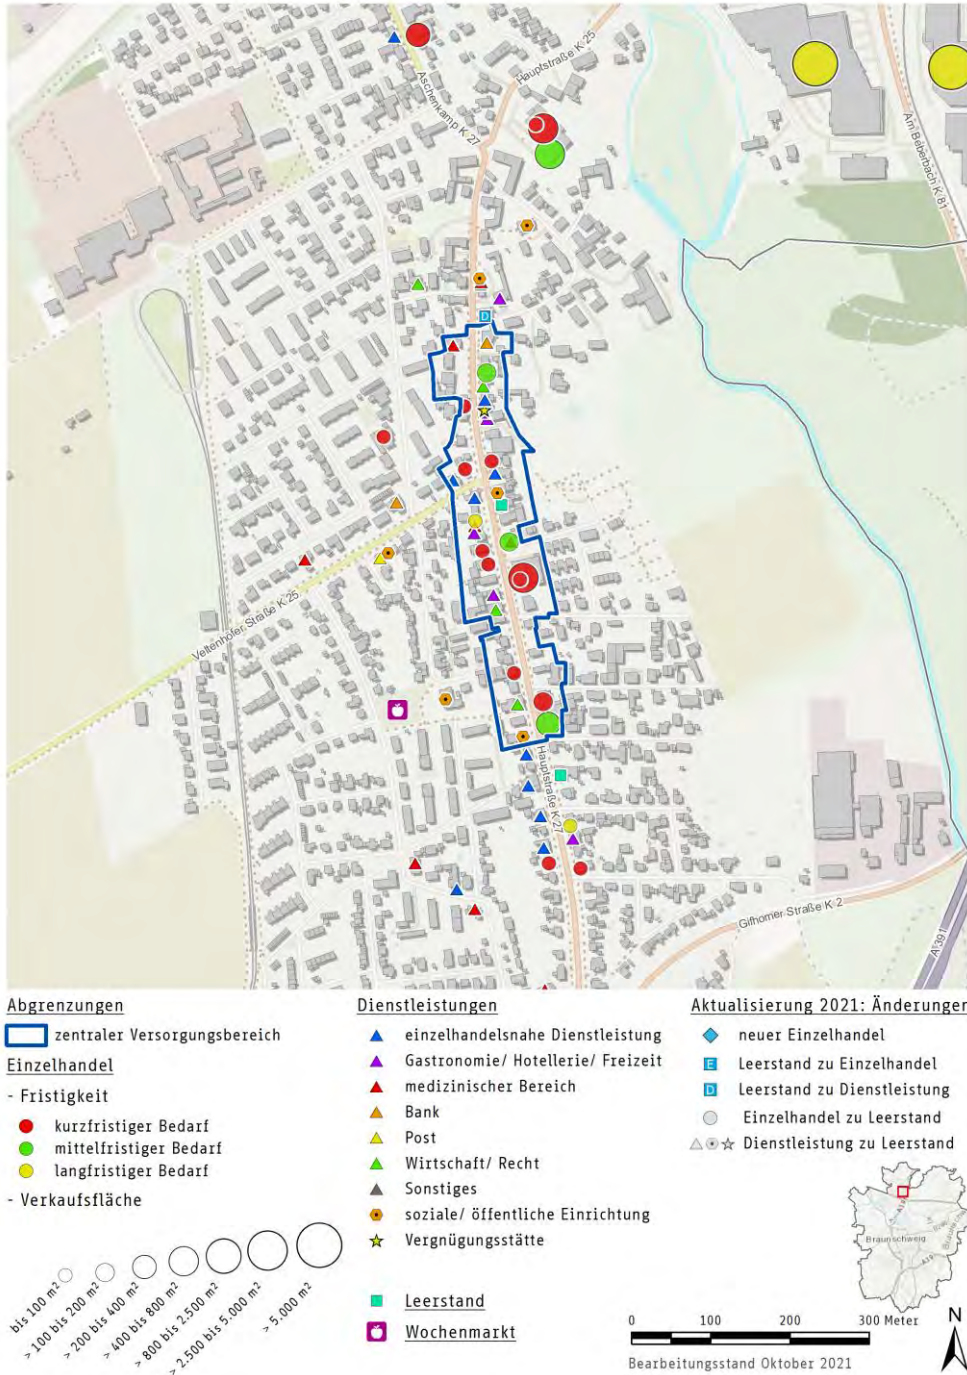 Hauptstraße K 25
Aschenkamp K 27
Am Beberbach K 81
Veltenhofer Straße K 25
Hauptstraße K 27
Gifhorner Straße K 2
A 391
D
Abgrenzungen
zentraler Versorgungsbereich
Einzelhandel
- Fristigkeit
kurzfristiger Bedarf
mittelfristiger Bedarf
langfristiger Bedarf
- Verkaufsfläche
bis 100 m²
> 100 bis 200 m²
> 200 bis 400 m²
> 400 bis 800 m²
> 800 bis 2.500 m²
> 2.500 bis 5.000 m²
> 5.000 m²
Dienstleistungen
einzelhandelsnahe Dienstleistung
Gastronomie/ Hotellerie/ Freizeit
medizinischer Bereich
Bank
Post
Wirtschaft/ Recht
Sonstiges
soziale/ öffentliche Einrichtung
Vergnügungsstätte
Leerstand
Wochenmarkt
Aktualisierung 2021: Änderungen
neuer Einzelhandel
E Leerstand zu Einzelhandel
D Leerstand zu Dienstleistung
Einzelhandel zu Leerstand
Dienstleistung zu Leerstand
Braunschweig
0 100 200 300 Meter
N
Bearbeitungsstand Oktober 2021